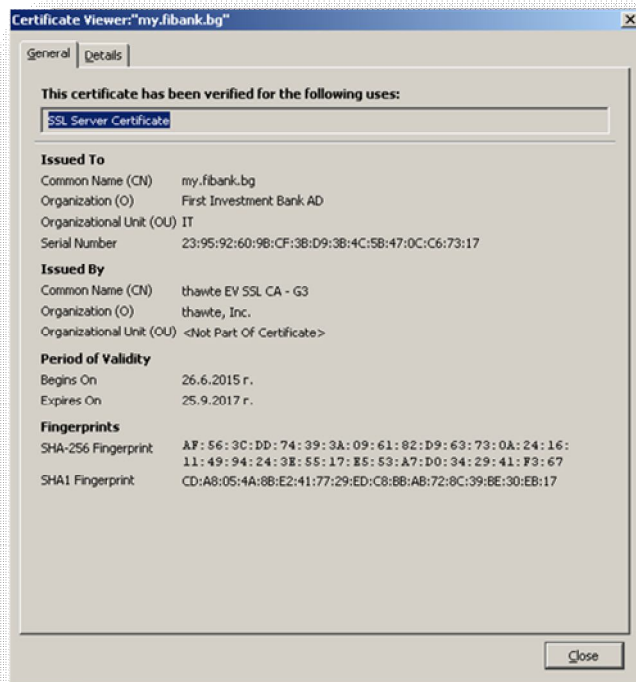 Certificate Viewer:"my.fibank.bg"
General
Details
This certificate has been verified for the following uses:
SSL Server Certificate
Issued To
Common Name (CN) my.fibank.bg
Organization (O) First Investment Bank AD
Organizational Unit (OU) IT
Serial Number 23:95:92:60:9B:CF:3B:D9:3B:4C:5B:47:0C:C6:73:17
Issued By
Common Name (CN) thawte EV SSL CA - G3
Organization (O) thawte, Inc.
Organizational Unit (OU) <Not Part Of Certificate>
Period of Validity
Begins On 26.6.2015 г.
Expires On 25.9.2017 г.
Fingerprints
SHA-256 Fingerprint AF:56:3C:DD:74:39:3A:09:61:82:D9:63:73:0A:24:16:
11:49:94:24:3E:55:17:E5:53:A7:D0:34:29:41:F3:67
SHA1 Fingerprint CD:A8:05:4A:8B:E2:41:77:29:ED:C8:BB:AB:72:8C:39:BE:30:EB:17
Close